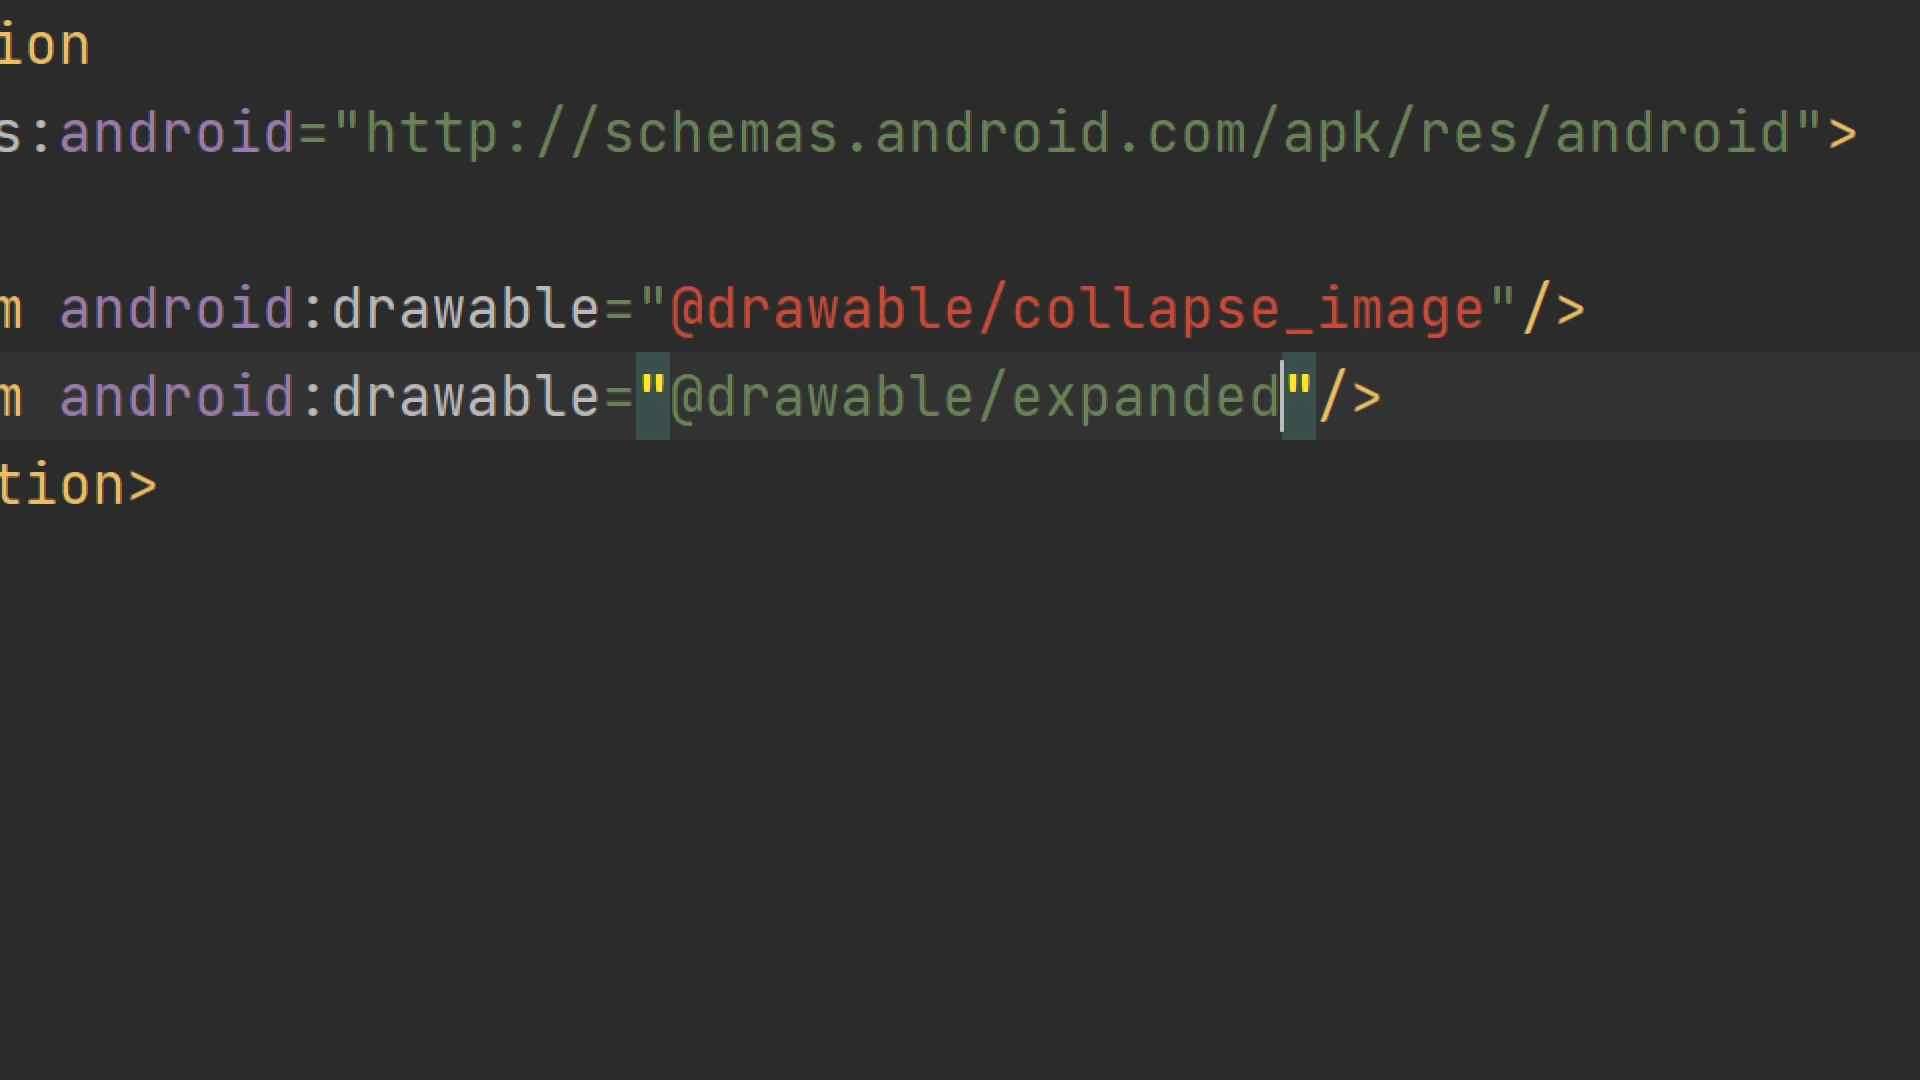 ion
s:android="http://schemas.android.com/apk/res/android">
m android:drawable="@drawable/collapse_image"/>
m android:drawable="@drawable/expanded"/>
tion>